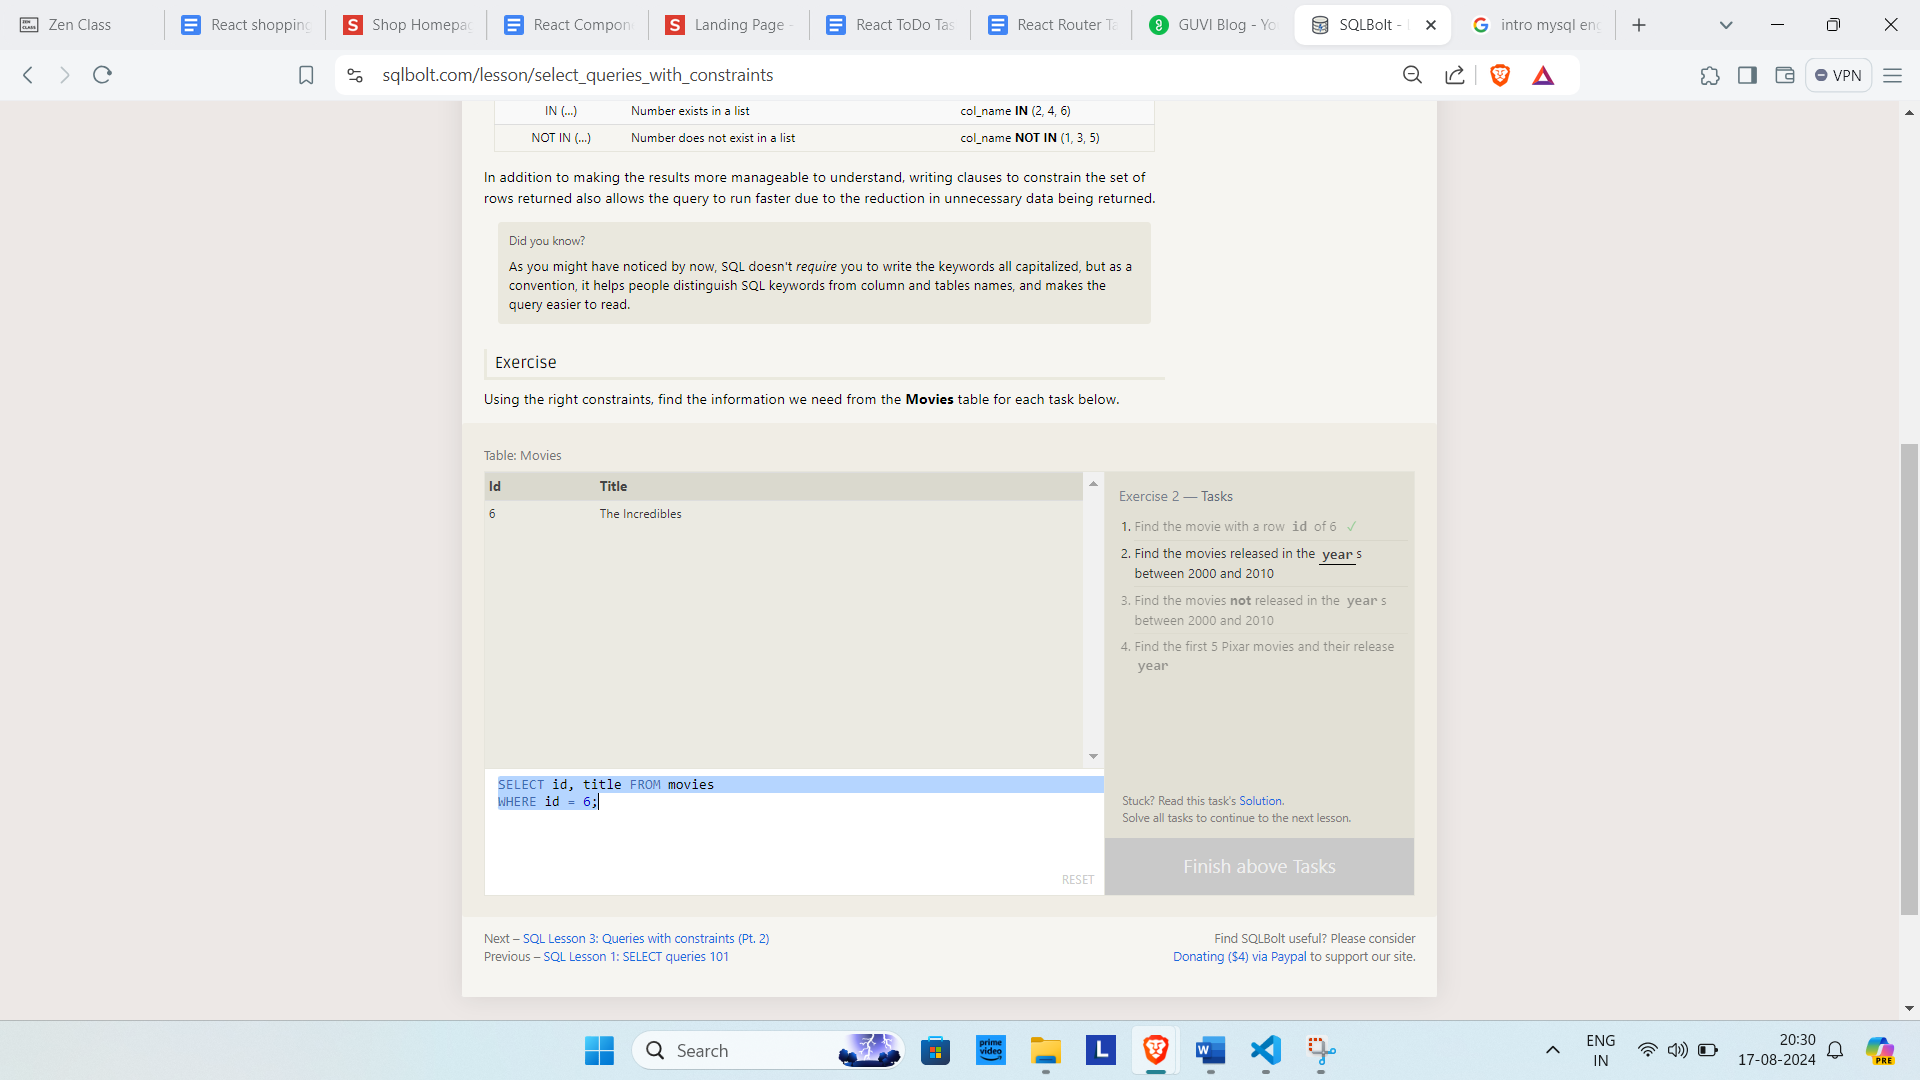 Zen Class
React shopping
Shop Homepag
React Compon
Landing Page -
React ToDo Tas
React Router Ta
GUVI Blog - Yo
SQLBolt -
intro mysql eng
sqlbolt.com/lesson/select_queries_with_constraints
VPN
IN (...) Number exists in a list col_name IN (2, 4, 6)
NOT IN (...) Number does not exist in a list col_name NOT IN (1, 3, 5)
In addition to making the results more manageable to understand, writing clauses to constrain the set of
rows returned also allows the query to run faster due to the reduction in unnecessary data being returned.
Did you know?
As you might have noticed by now, SQL doesn't require you to write the keywords all capitalized, but as a
convention, it helps people distinguish SQL keywords from column and tables names, and makes the
query easier to read.
Exercise
Using the right constraints, find the information we need from the Movies table for each task below.
Table: Movies
Id Title
6 The Incredibles
Exercise 2 — Tasks
1. Find the movie with a row id of 6 ✓
2. Find the movies released in the year s
between 2000 and 2010
3. Find the movies not released in the year s
between 2000 and 2010
4. Find the first 5 Pixar movies and their release
year
SELECT id, title FROM movies
WHERE id = 6;
RESET
Stuck? Read this task's Solution.
Solve all tasks to continue to the next lesson.
Finish above Tasks
Next – SQL Lesson 3: Queries with constraints (Pt. 2)
Previous – SQL Lesson 1: SELECT queries 101
Find SQLBolt useful? Please consider
Donating ($4) via Paypal to support our site.
Search
prime video
L
W
PRE
ENG
IN
20:30
17-08-2024